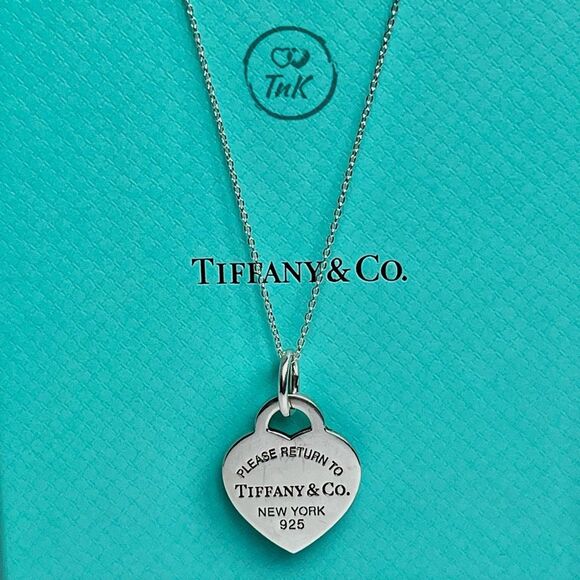 TnK
TIFFANY & CO.
PLEASE RETURN TO
TIFFANY & CO.
NEW YORK
925